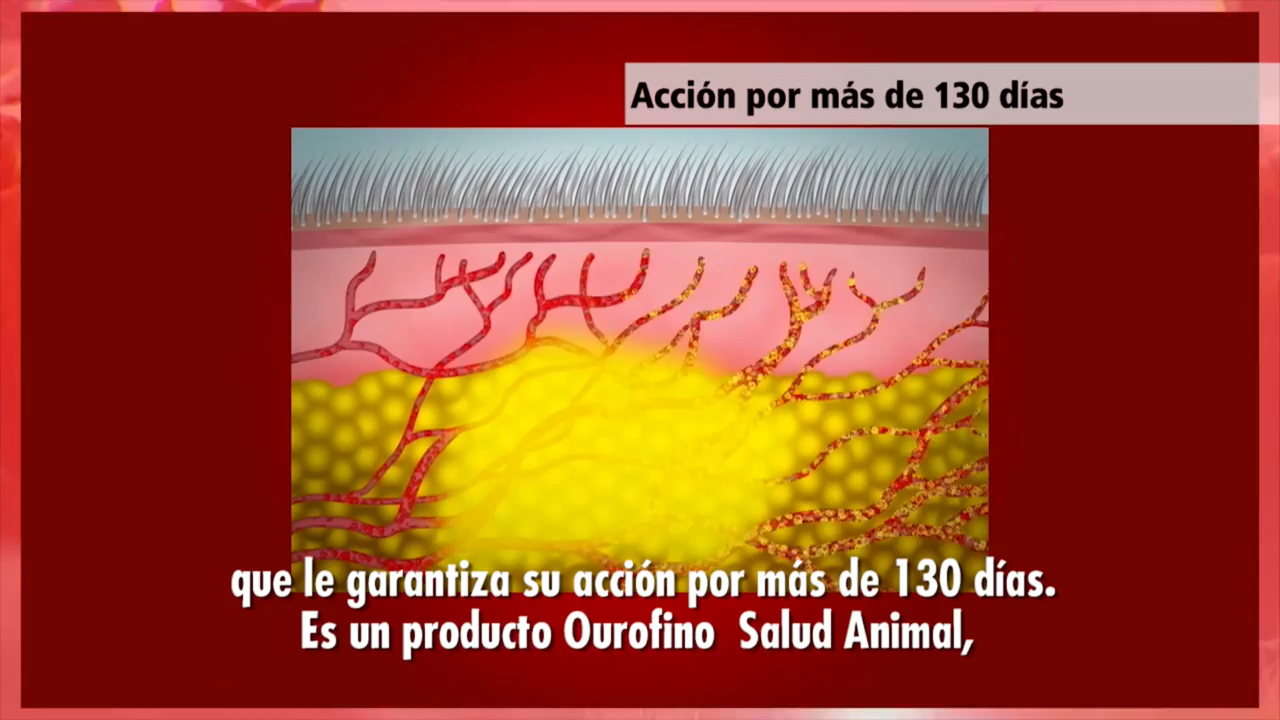 Acción por más de 130 días
que le garantiza su acción por más de 130 días.
Es un producto Ourofino Salud Animal,